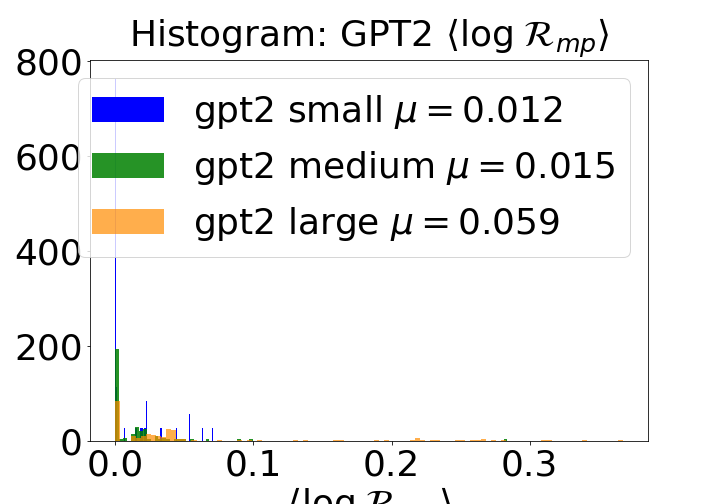 Histogram: GPT2 ⟨log ℛ_mp⟩
800
600
400
200
0
gpt2 small μ = 0.012
gpt2 medium μ = 0.015
gpt2 large μ = 0.059
0.0 0.1 0.2 0.3
⟨log ℛ